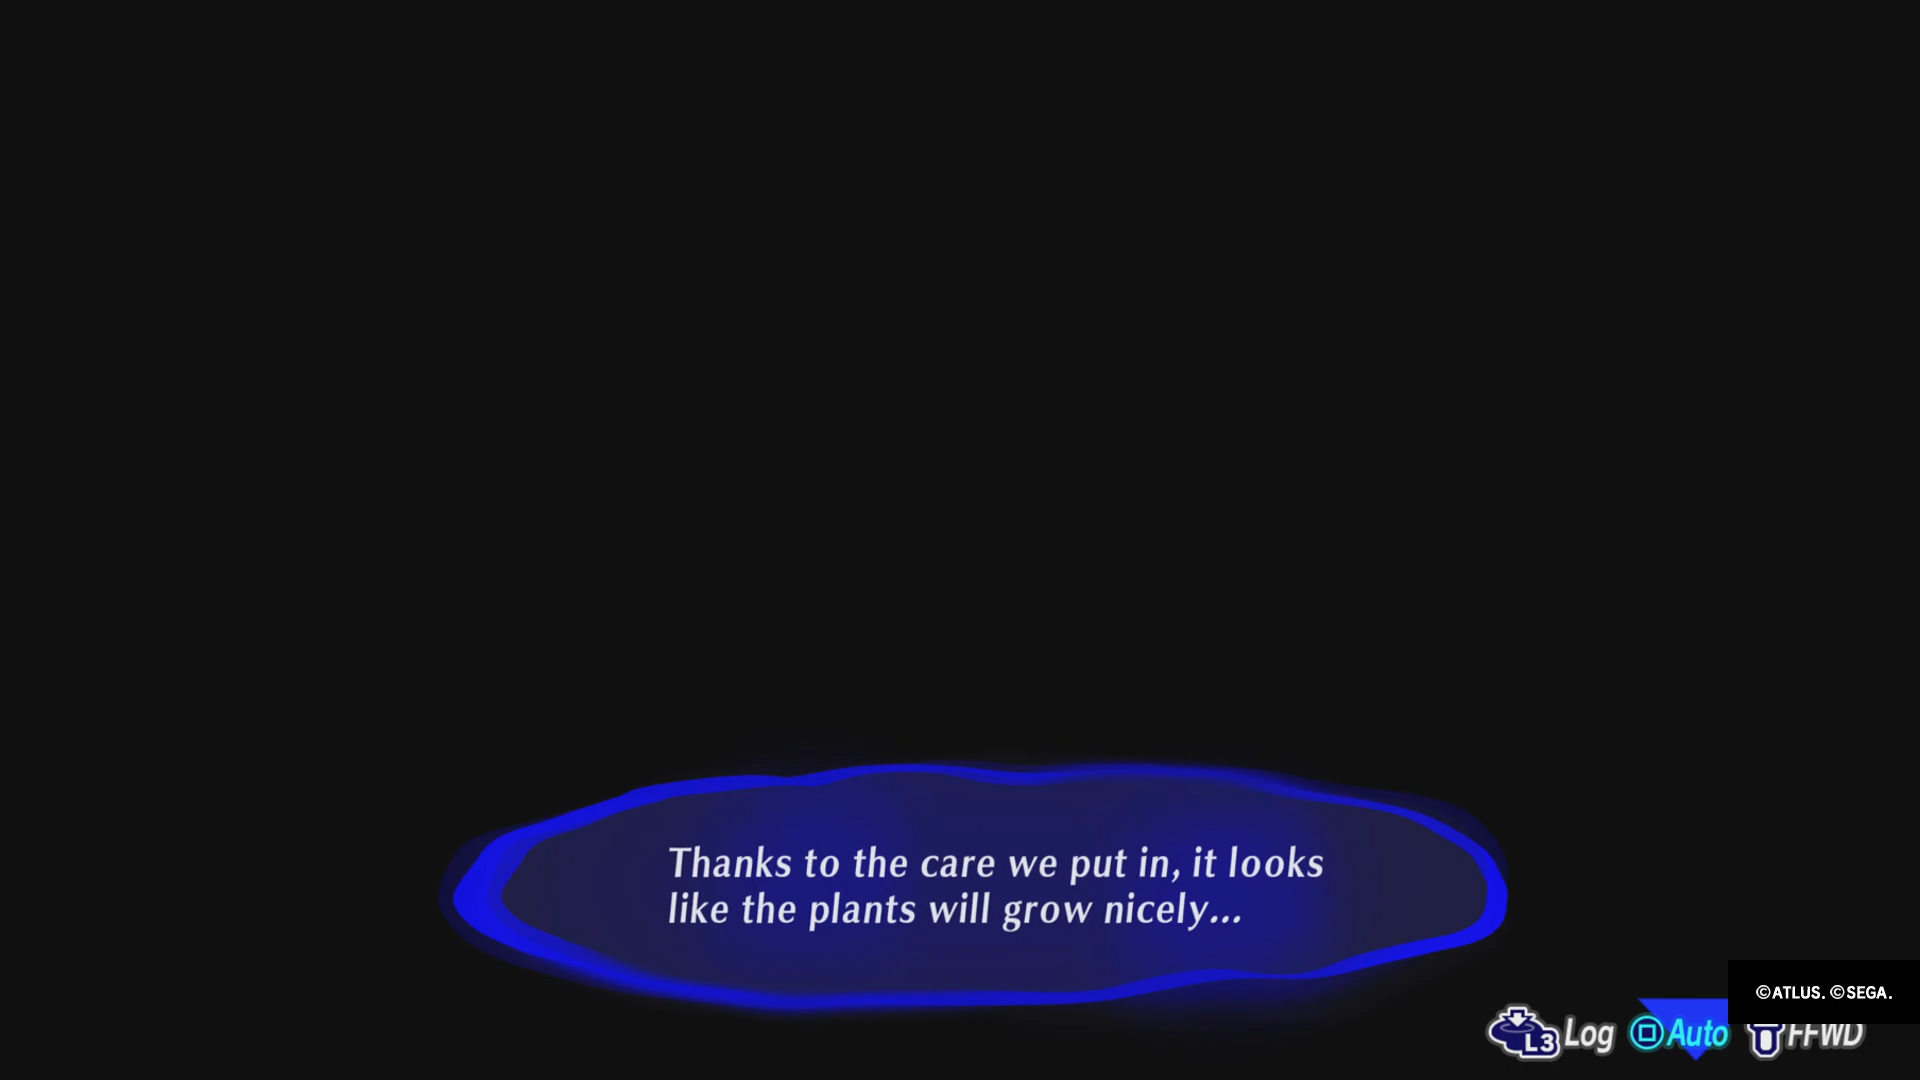 Thanks to the care we put in, it looks
like the plants will grow nicely...
©ATLUS. ©SEGA.
L3 Log Auto FFWD